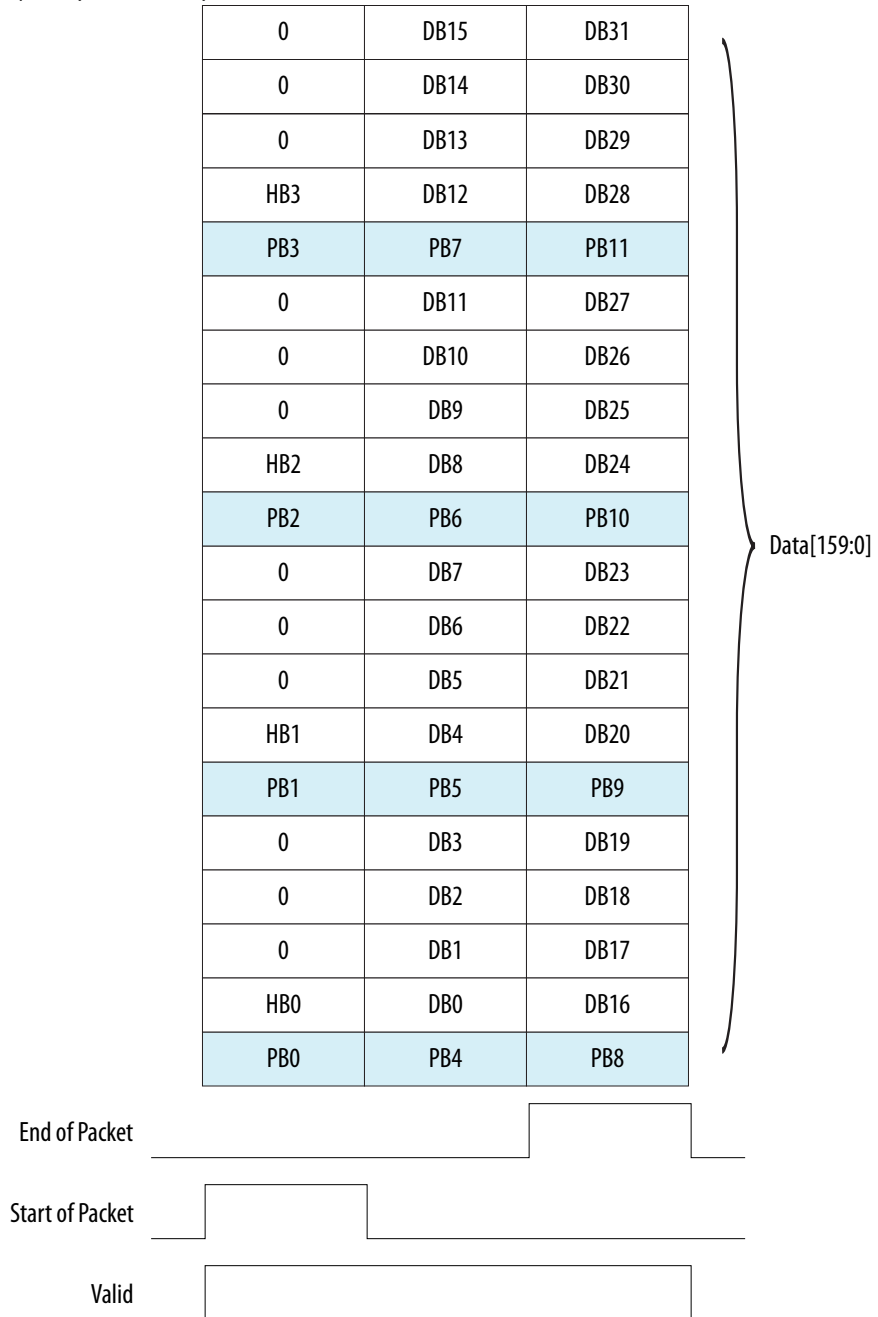 0 DB15 DB31
0 DB14 DB30
0 DB13 DB29
HB3 DB12 DB28
PB3 PB7 PB11
0 DB11 DB27
0 DB10 DB26
0 DB9 DB25
HB2 DB8 DB24
PB2 PB6 PB10
Data[159:0]
0 DB7 DB23
0 DB6 DB22
0 DB5 DB21
HB1 DB4 DB20
PB1 PB5 PB9
0 DB3 DB19
0 DB2 DB18
0 DB1 DB17
HB0 DB0 DB16
PB0 PB4 PB8
End of Packet
Start of Packet
Valid